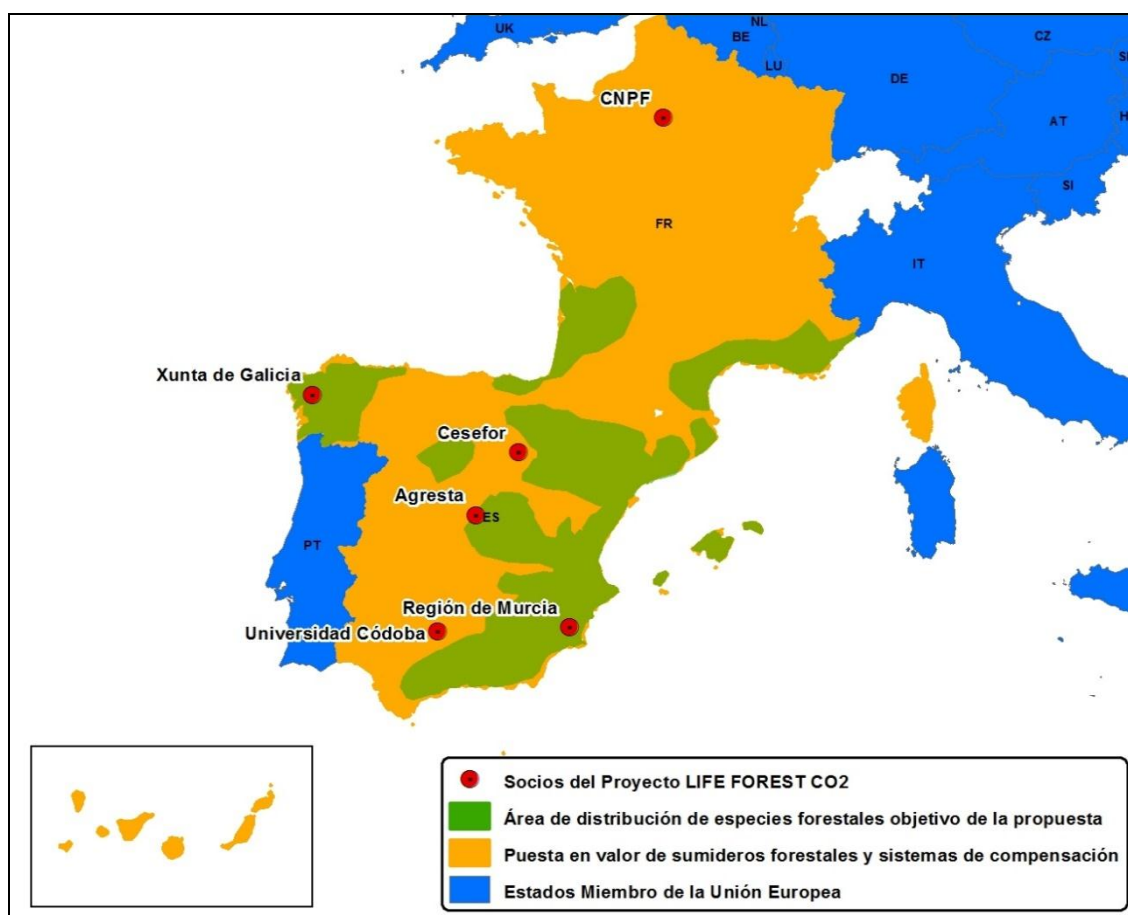 UK
NL
BE
LU
CZ
DE
AT
SI
IT
CNPF
FR
Xunta de Galicia
Cesefor
Agresta
ES
PT
Región de Murcia
Universidad Códoba
Socios del Proyecto LIFE FOREST CO2
Área de distribución de especies forestales objetivo de la propuesta
Puesta en valor de sumideros forestales y sistemas de compensación
Estados Miembro de la Unión Europea